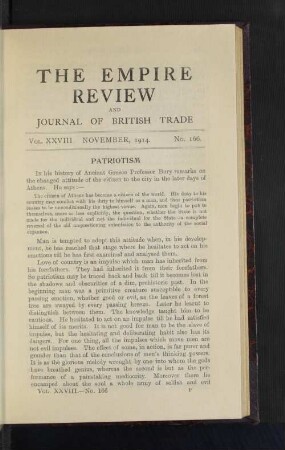 THE EMPIRE
REVIEW
AND
JOURNAL OF BRITISH TRADE
VOL. XXVIII NOVEMBER, 1914. No. 166.
PATRIOTISM
In his history of Ancient Greece Professor Bury remarks on
the changed attitude of the citizen to the city in the later days of
Athens. He says:—
The citizen of Athens has become a citizen of the world. His duty to his
country may conflict with his duty to himself as a man, and thus patriotism
ceases to be unconditionally the highest virtue. Again, men begin to put to
themselves, more or less explicitly, the question, whether the state is not
made for the individual and not the individual for the State—a complete
reversal of the old unquestioning submission to the authority of the social
organism.
Man is tempted to adopt this attitude when, in his develop-
ment, he has reached that stage where he hesitates to act on his
emotions till he has first examined and analysed them.
Love of country is an impulse which man has inherited from
his forefathers. They had inherited it from their forefathers.
So patriotism may be traced back and back till it becomes lost in
the shadows and obscurities of a dim, prehistoric past. In the
beginning man was a primitive creature susceptible to every
passing emotion, whether good or evil, as the leaves of a forest
tree are swayed by every passing breeze. Later he learnt to
distinguish between them. The knowledge taught him to be
cautious. He hesitated to act on an impulse till he had satisfied
himself of its merits. It is not good for man to be the slave of
impulse, but the hesitating and deliberating habit also has its
dangers. For one thing, all the impulses which move man are
not evil impulses. The effect of some, in action, is far purer and
grander than that of the conclusions of men's thinking powers.
It is as the glorious melody wrought by one into whom the gods
have breathed genius, whereas the second is but as the per-
formance of a painstaking mediocrity. Moreover there lie
encamped about the soul a whole army of selfish and evil
VOL. XXVIII.—No. 166